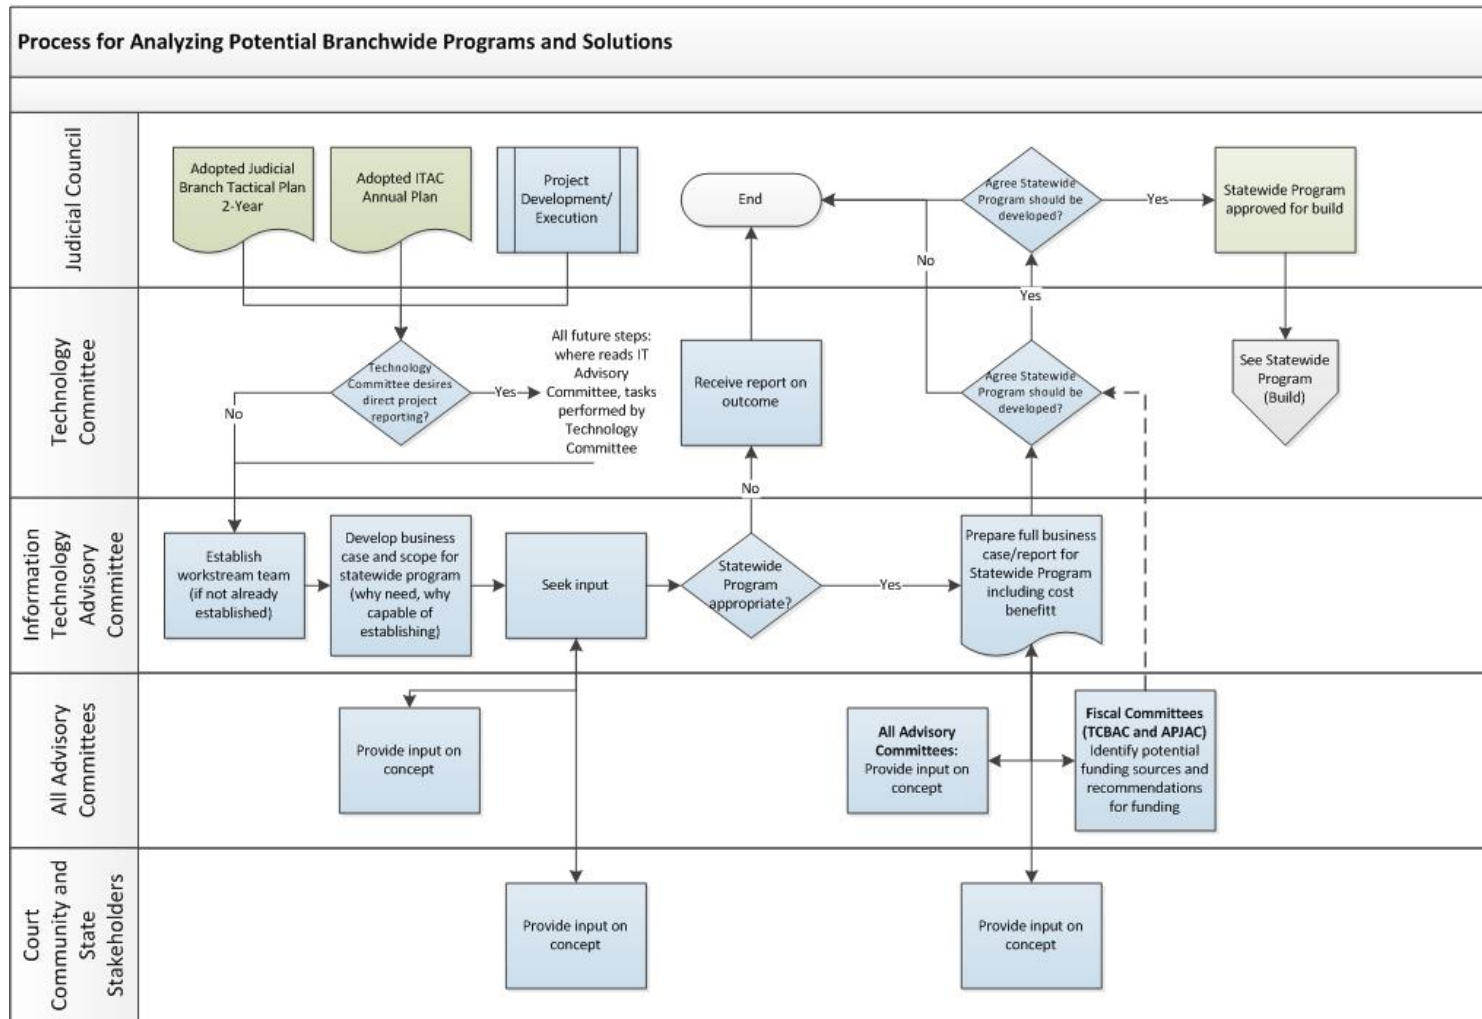 Process for Analyzing Potential Branchwide Programs and Solutions
Judicial Council
Adopted Judicial
Branch Tactical Plan
2-Year
Adopted ITAC
Annual Plan
Project
Development/
Execution
End
Agree Statewide
Program should be
developed?
Yes
Statewide Program
approved for build
No
Yes
Technology
Committee
Technology
Committee desires
direct project
reporting?
Yes
No
All future steps:
where reads IT
Advisory
Committee, tasks
performed by
Technology
Committee
Receive report on
outcome
Agree Statewide
Program should be
developed?
See Statewide
Program
(Build)
No
Information
Technology
Advisory
Committee
Establish
workstream team
(if not already
established)
Develop business
case and scope for
statewide program
(why need, why
capable of
establishing)
Seek input
Statewide
Program
appropriate?
Yes
Prepare full business
case/report for
Statewide Program
including cost
benefitt
All Advisory
Committees
Provide input on
concept
All Advisory
Committees:
Provide input on
concept
Fiscal Committees
(TCBAC and APJAC)
Identify potential
funding sources and
recommendations
for funding
Court
Community and
State
Stakeholders
Provide input on
concept
Provide input on
concept